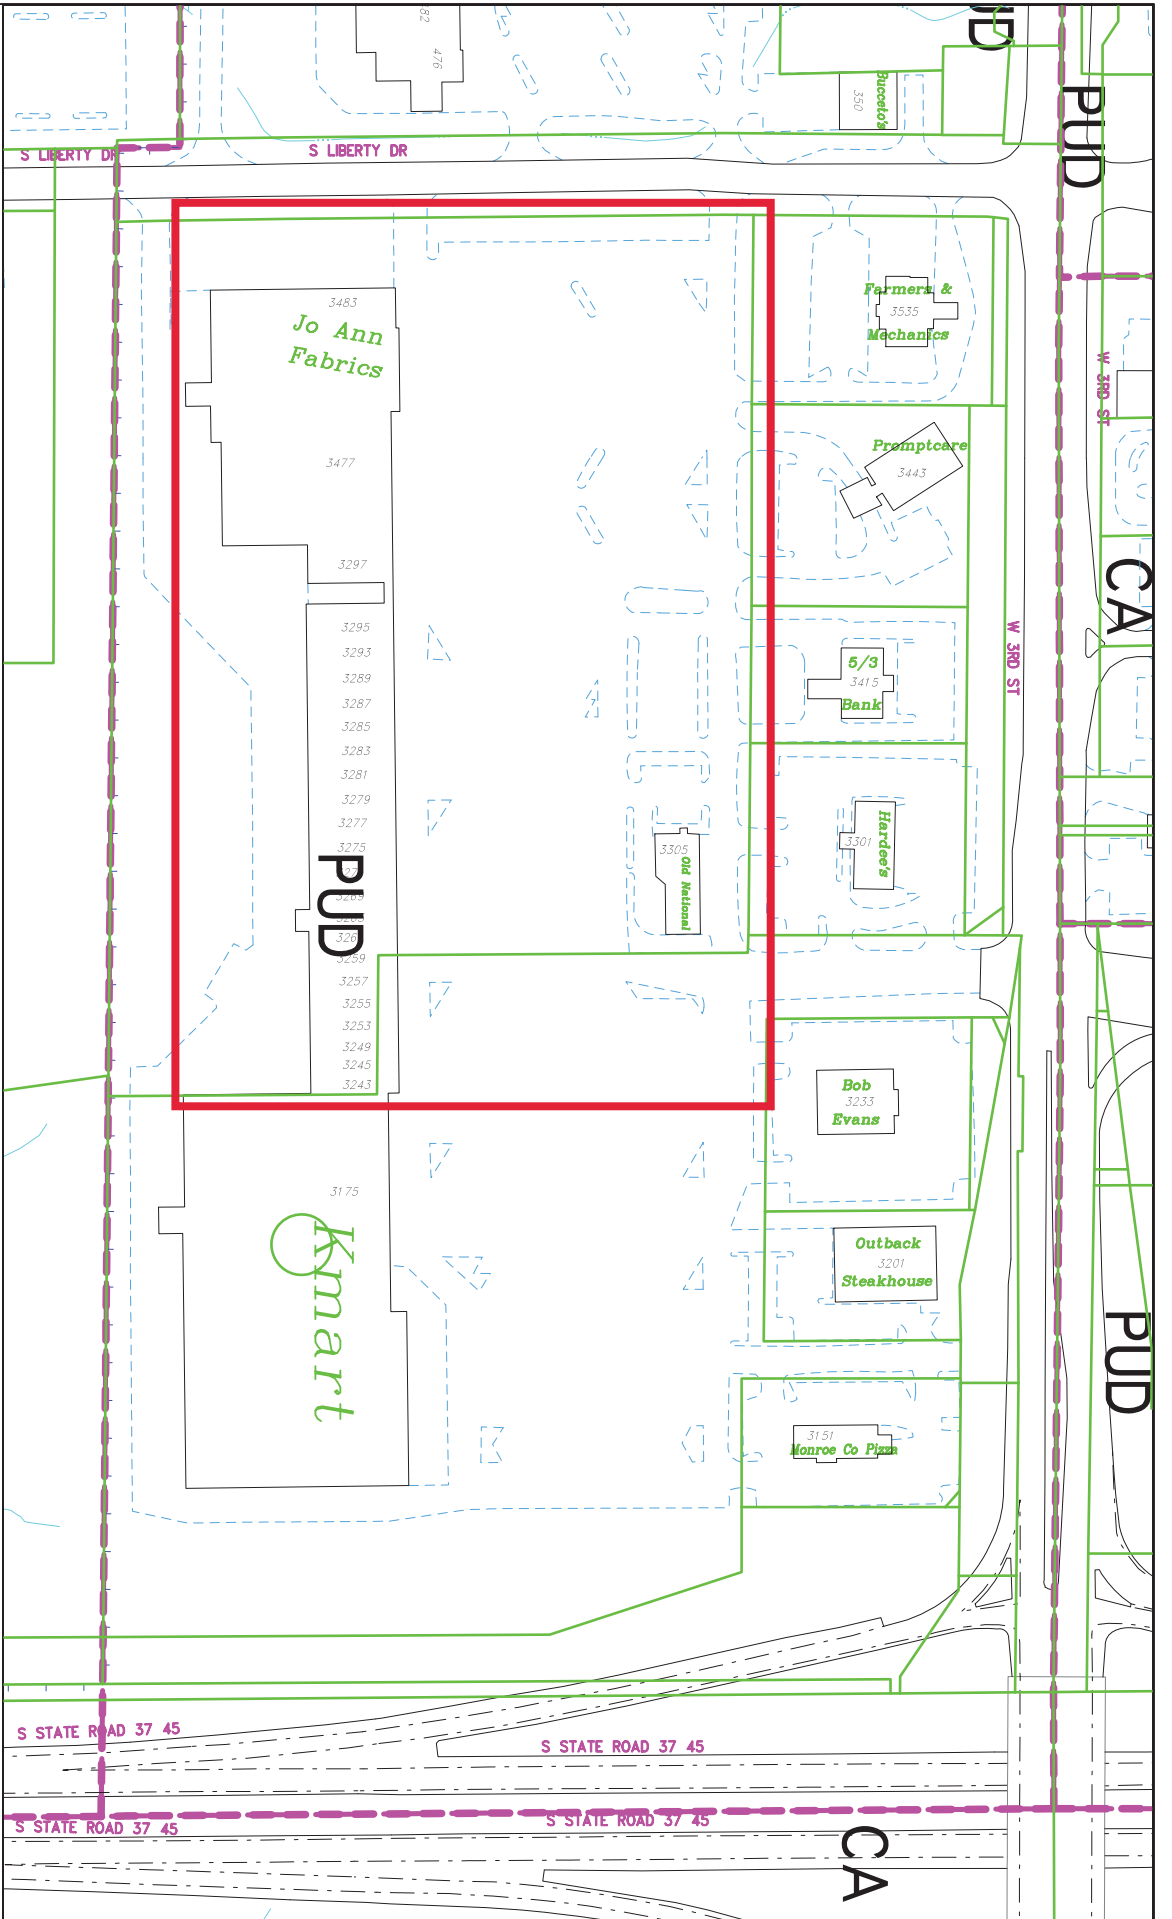 482
476
PUD
PUD
Bucceto's
350
S LIBERTY DR
S LIBERTY DR
3483
Jo Ann
Fabrics
Farmers &
3535
Mechanics
W 3RD ST
3477
Promptcare
3443
3297
CA
3295
3293
3289
3287
3285
3283
3281
3279
3277
3275
3269
5/3
3415
Bank
W 3RD ST
3305
Old National
3301
Hardee's
PUD
3259
3257
3255
3253
3249
3245
3243
Bob
3233
Evans
3175
Kmart
Outback
3201
Steakhouse
PUD
3151
Monroe Co Pizza
S STATE ROAD 37 45
S STATE ROAD 37 45
S STATE ROAD 37 45
S STATE ROAD 37 45
CA